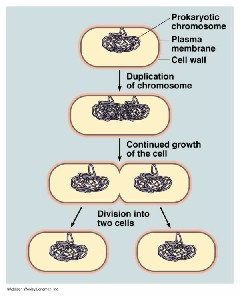 Prokaryotic
chromosome
Plasma
membrane
Cell wall
Duplication
of chromosome
Continued growth
of the cell
Division into
two cells